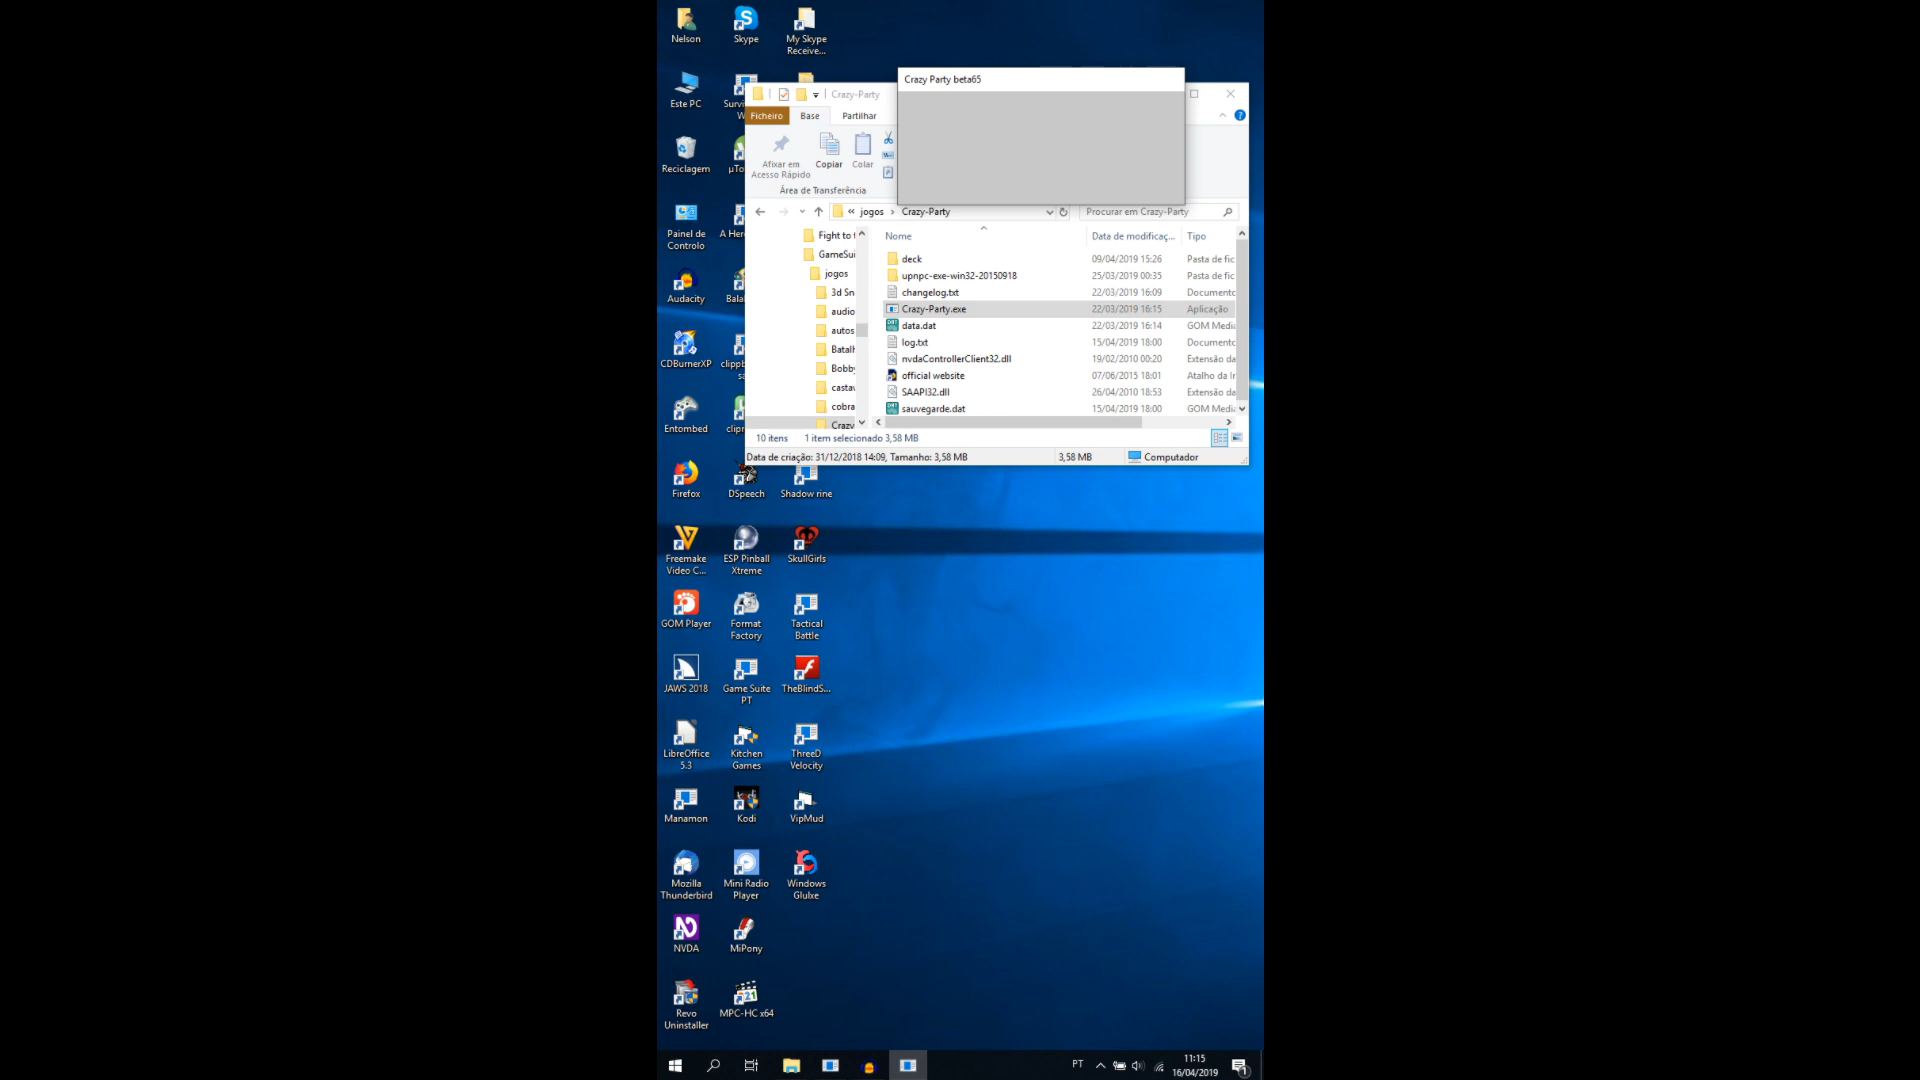 Nelson
Skype
My Skype
Receive...
Este PC
Reciclagem
Painel de
Controlo
Audacity
CDBurnerXP
Entombed
Firefox
DSpeech
Shadow rine
Freemake
Video C...
ESP Pinball
Xtreme
SkullGirls
GOM Player
Format
Factory
Tactical
Battle
JAWS 2018
Game Suite
PT
TheBlindS...
LibreOffice
5.3
Kitchen
Games
ThreeD
Velocity
Manamon
Kodi
VipMud
Mozilla
Thunderbird
Mini Radio
Player
Windows
Glulxe
NVDA
MiPony
Revo
Uninstaller
MPC-HC x64
Crazy Party beta65
Crazy-Party
Ficheiro Base Partilhar
Afixar em
Acesso Rápido
Copiar Colar
Área de Transferência
« jogos › Crazy-Party
Procurar em Crazy-Party
Fight to t
GameSui
jogos
3d Sn
audio
autos
Batalh
Bobby
castav
cobra
Crazy
Nome Data de modificaç... Tipo
deck 09/04/2019 15:26 Pasta de fic
upnpc-exe-win32-20150918 25/03/2019 00:35 Pasta de fic
changelog.txt 22/03/2019 16:09 Documento
Crazy-Party.exe 22/03/2019 16:15 Aplicação
data.dat 22/03/2019 16:14 GOM Media
log.txt 15/04/2019 18:00 Documento
nvdaControllerClient32.dll 19/02/2010 00:20 Extensão da
official website 07/06/2015 18:01 Atalho da In
SAAPI32.dll 26/04/2010 18:53 Extensão da
sauvegarde.dat 15/04/2019 18:00 GOM Media
10 itens 1 item selecionado 3,58 MB
Data de criação: 31/12/2018 14:09, Tamanho: 3,58 MB 3,58 MB Computador
PT
11:15
16/04/2019